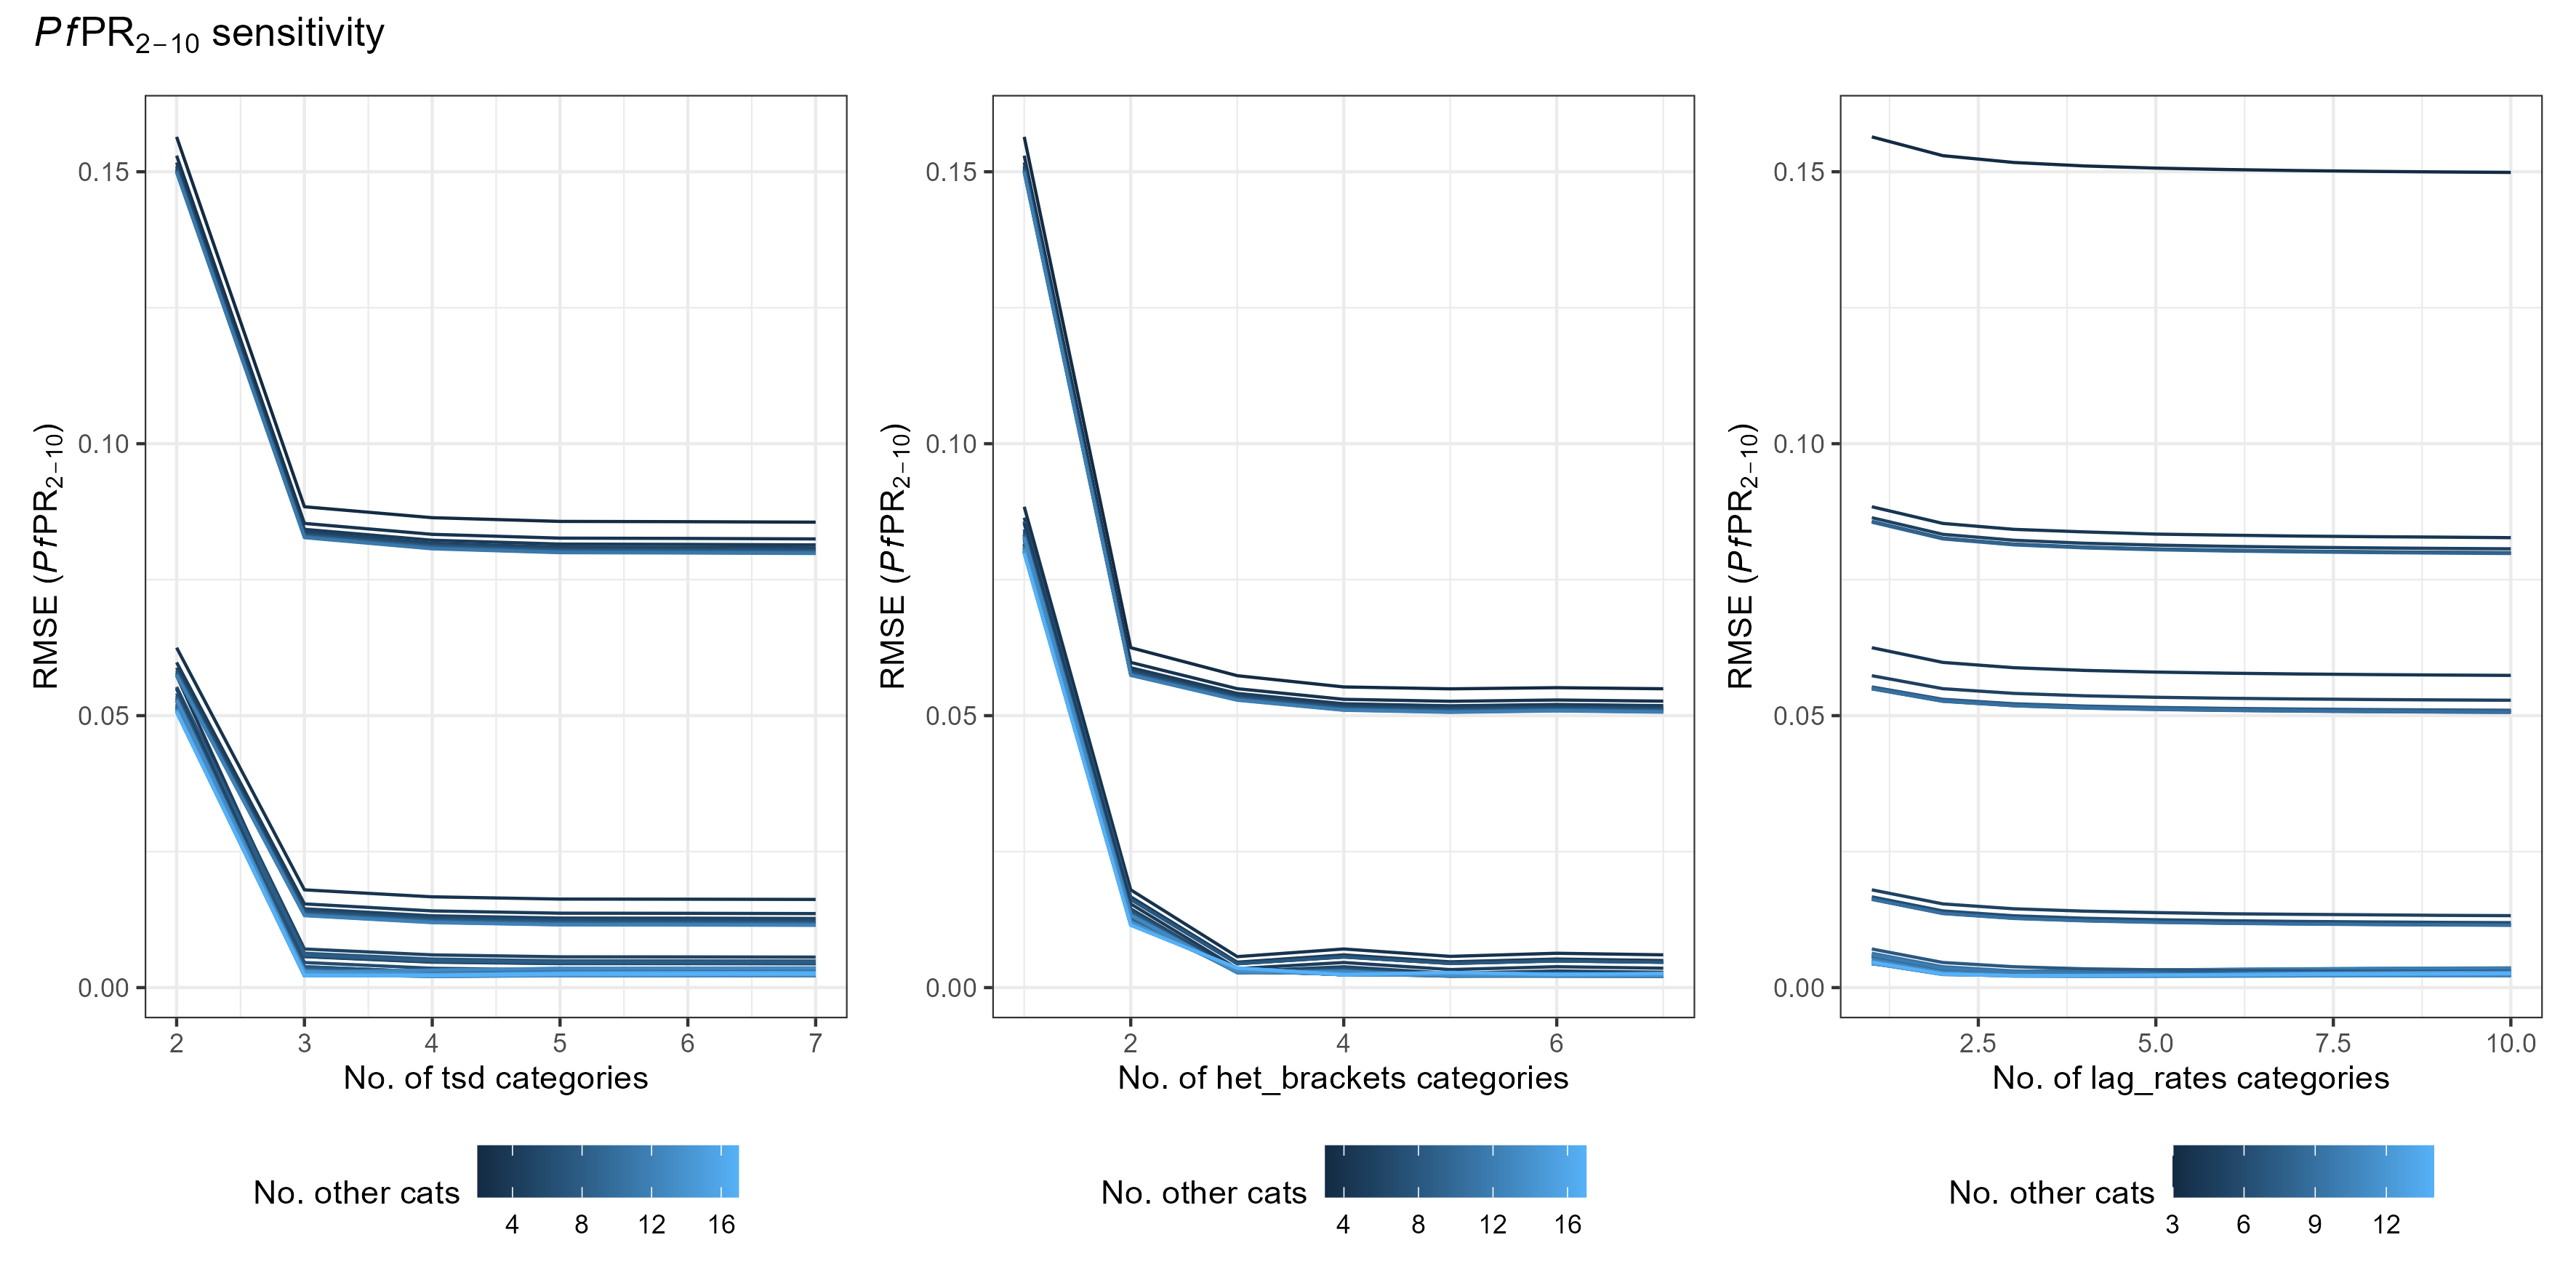 PfPR2−10 sensitivity
RMSE (PfPR2−10)
0.15
0.10
0.05
0.00
2 3 4 5 6 7
No. of tsd categories
No. other cats
4 8 12 16
RMSE (PfPR2−10)
0.15
0.10
0.05
0.00
2 4 6
No. of het_brackets categories
No. other cats
4 8 12 16
RMSE (PfPR2−10)
0.15
0.10
0.05
0.00
2.5 5.0 7.5 10.0
No. of lag_rates categories
No. other cats
3 6 9 12